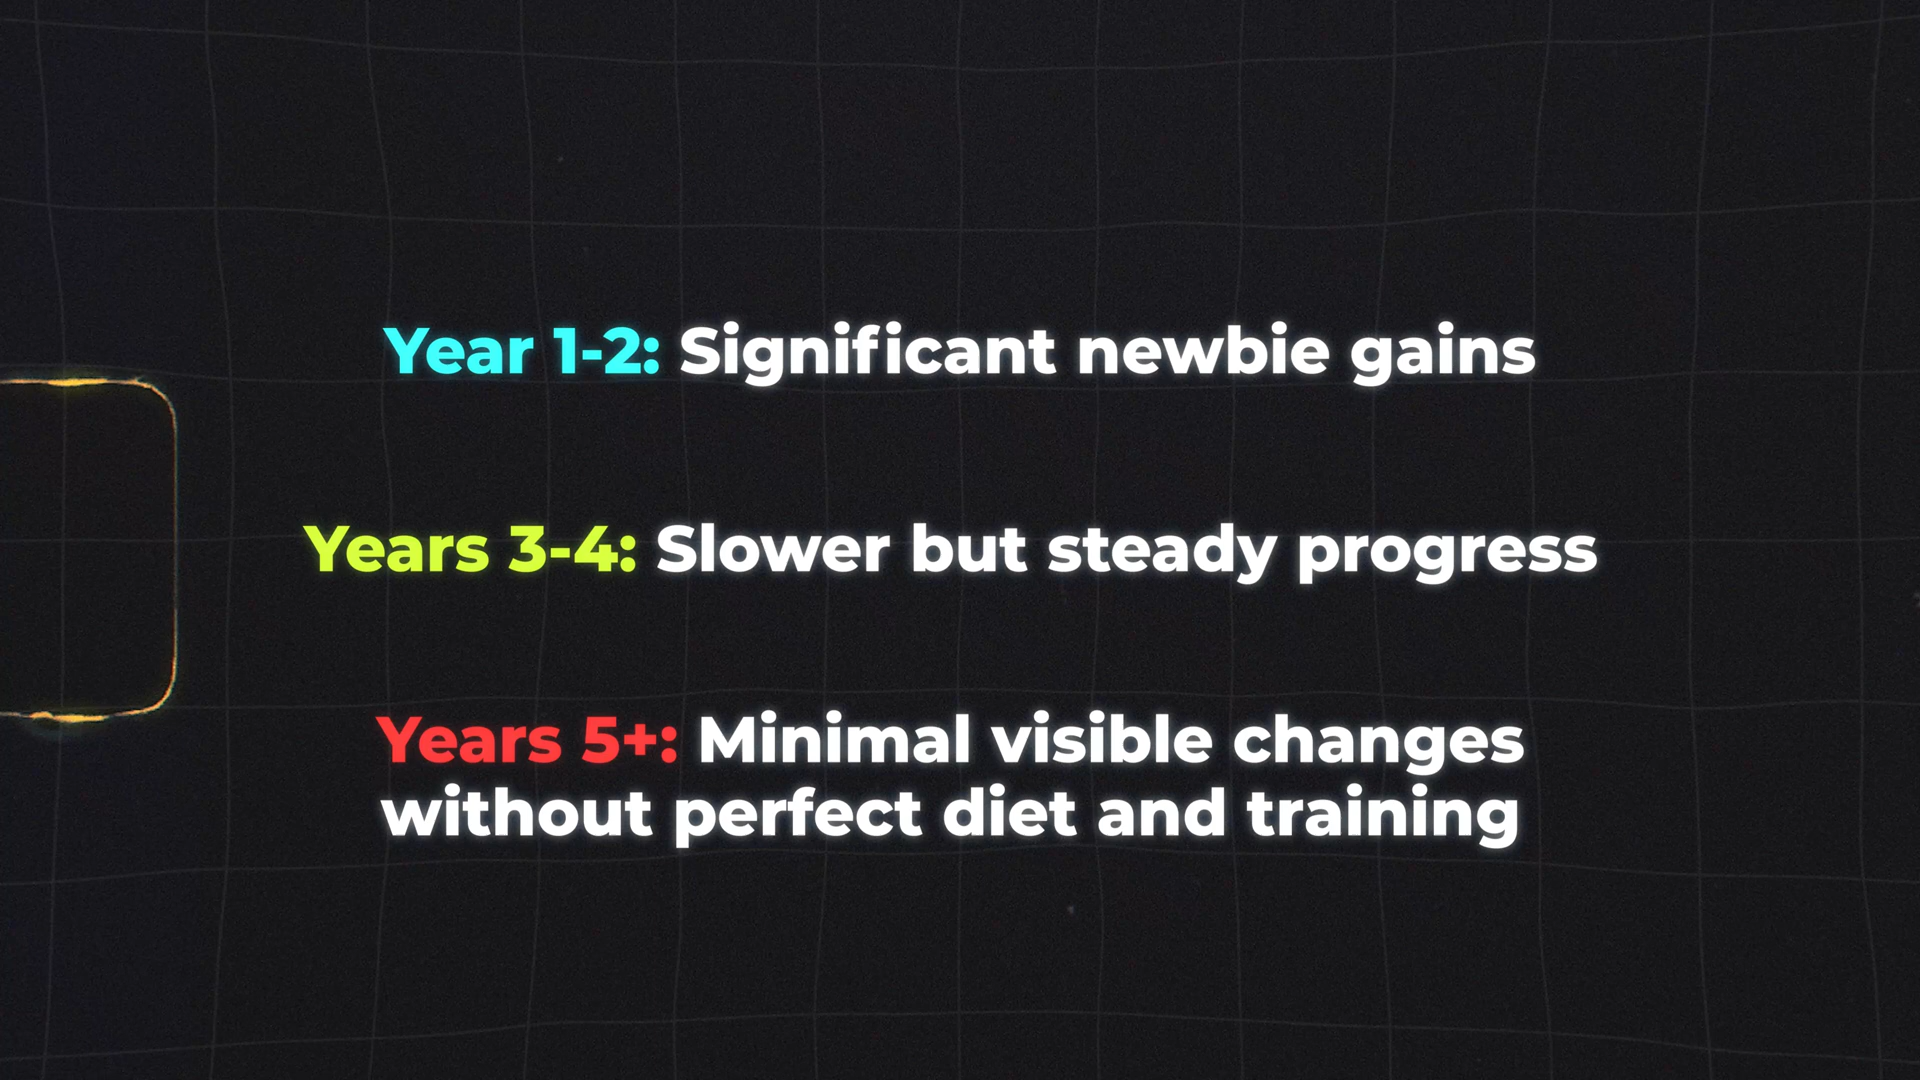 Year 1-2: Significant newbie gains
Years 3-4: Slower but steady progress
Years 5+: Minimal visible changes
without perfect diet and training